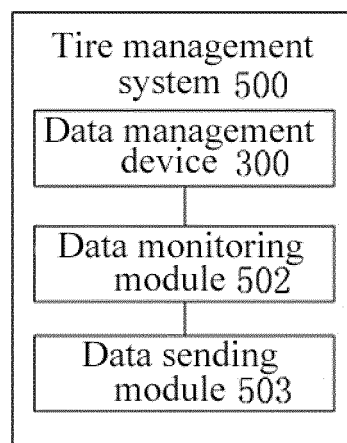 Tire management
system 500
Data management
device 300
Data monitoring
module 502
Data sending
module 503